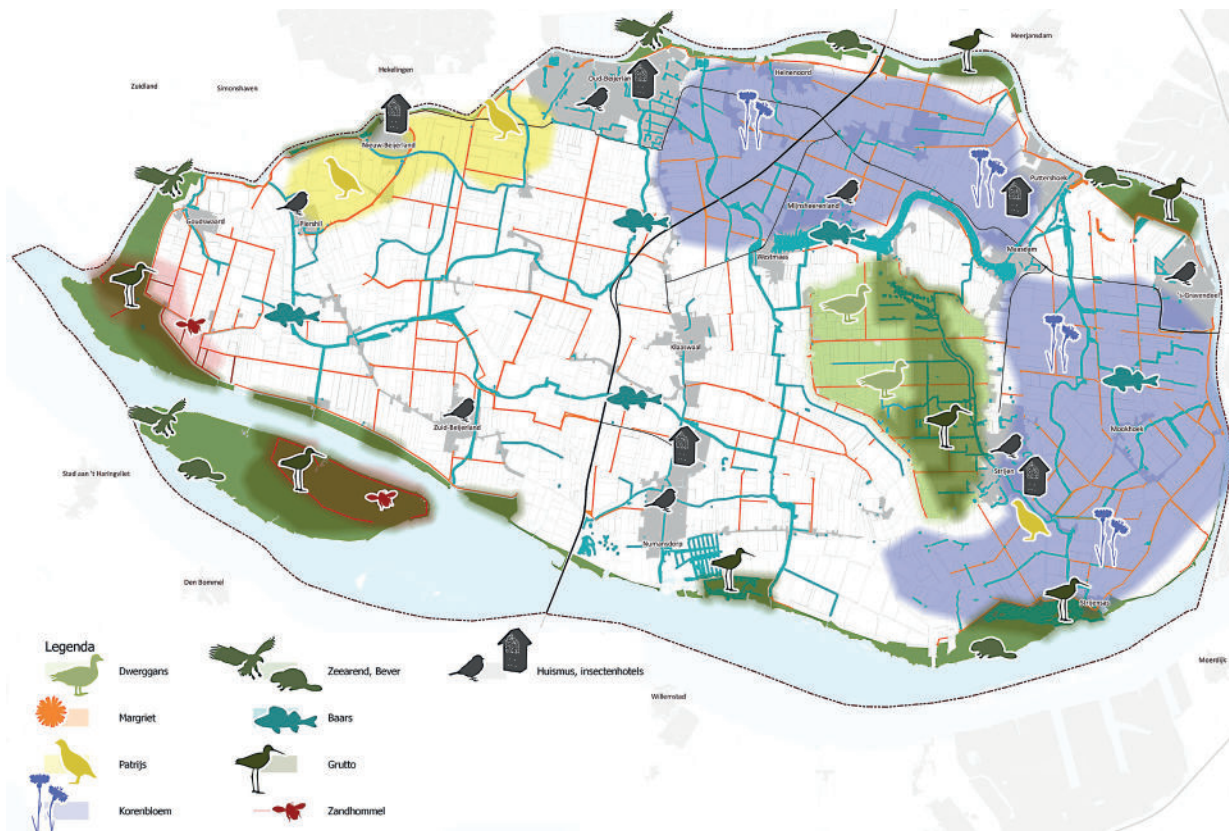 Heerjansdam
Hekelingen
Zuidland
Simonshaven
Oud-Beijerland
Heinenoord
Nieuw-Beijerland
Puttershoek
Goudswaard
Piershil
Mijnsheerenland
Maasdam
Westmaas
's-Gravendeel
Klaaswaal
Zuid-Beijerland
Mookhoek
Stad aan 't Haringvliet
Strijen
Numansdorp
Den Bommel
Strijensas
Legenda
Dwerggans
Zeearend, Bever
Huismus, insectenhotels
Moerdijk
Willemstad
Margriet
Baars
Patrijs
Grutto
Korenbloem
Zandhommel